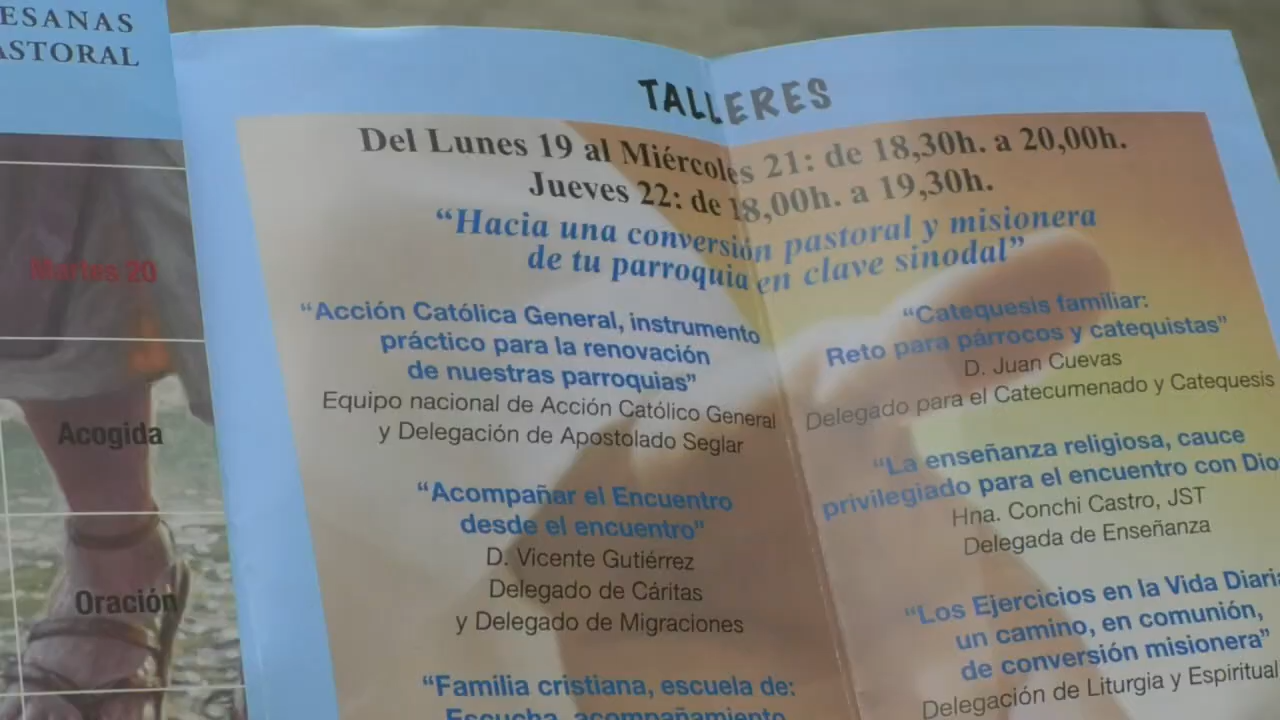 ESANAS
ASTORAL
Martes 20
Acogida
Oración
TALLERES
Del Lunes 19 al Miércoles 21: de 18,30h. a 20,00h.
Jueves 22: de 18,00h. a 19,30h.
“Hacia una conversión pastoral y misionera
de tu parroquia en clave sinodal”
“Acción Católica General, instrumento
práctico para la renovación
de nuestras parroquias”
Equipo nacional de Acción Católico General
y Delegación de Apostolado Seglar
“Acompañar el Encuentro
desde el encuentro”
D. Vicente Gutiérrez
Delegado de Cáritas
y Delegado de Migraciones
“Familia cristiana, escuela de:
Escucha, acompañamiento
“Catequesis familiar:
Reto para párrocos y catequistas”
D. Juan Cuevas
Delegado para el Catecumenado y Catequesis
“La enseñanza religiosa, cauce
privilegiado para el encuentro con Dio
Hna. Conchi Castro, JST
Delegada de Enseñanza
“Los Ejercicios en la Vida Diaria
un camino, en comunión,
de conversión misionera”
Delegación de Liturgia y Espiritual